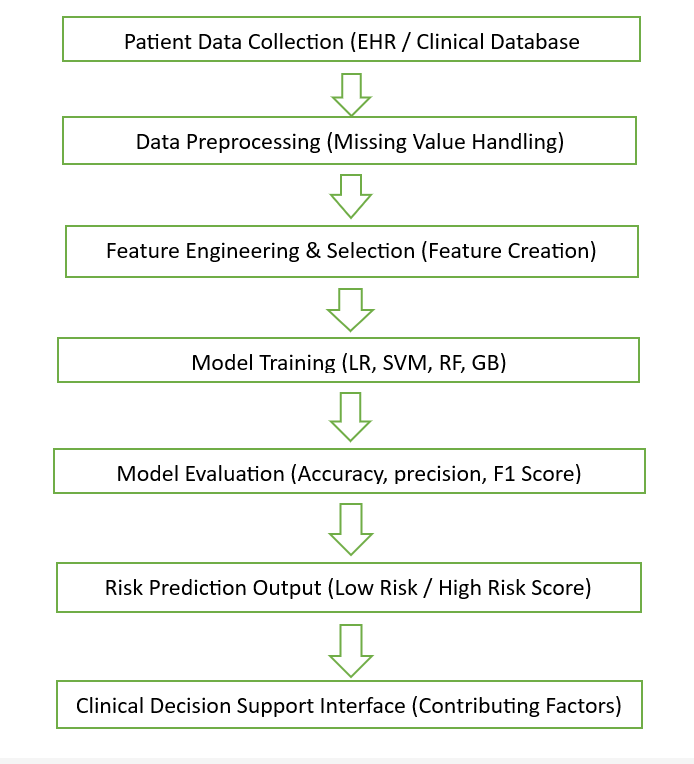 Patient Data Collection (EHR / Clinical Database
Data Preprocessing (Missing Value Handling)
Feature Engineering & Selection (Feature Creation)
Model Training (LR, SVM, RF, GB)
Model Evaluation (Accuracy, precision, F1 Score)
Risk Prediction Output (Low Risk / High Risk Score)
Clinical Decision Support Interface (Contributing Factors)